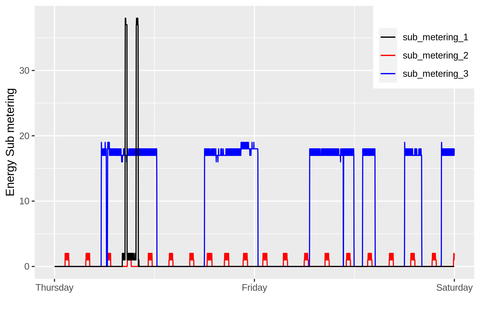 sub_metering_1
sub_metering_2
sub_metering_3
Energy Sub metering
30
20
10
0
Thursday Friday Saturday